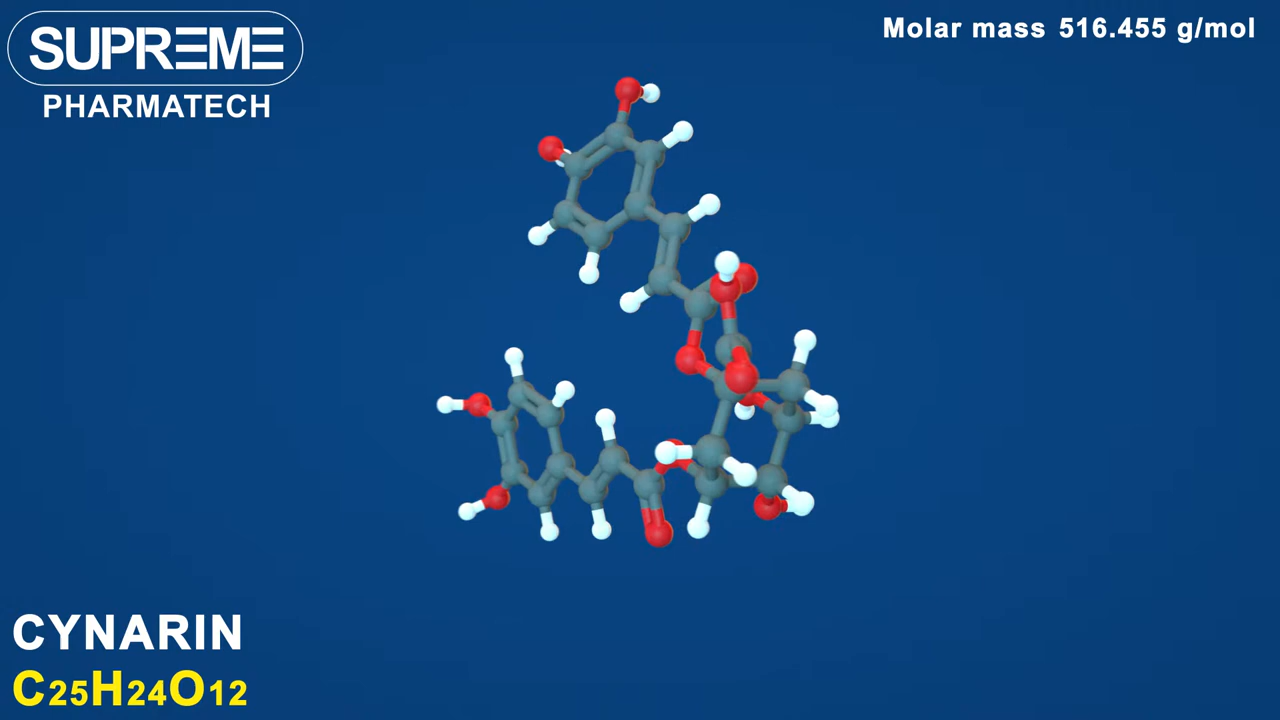 SUPREME
PHARMATECH
Molar mass 516.455 g/mol
CYNARIN
C25H24O12